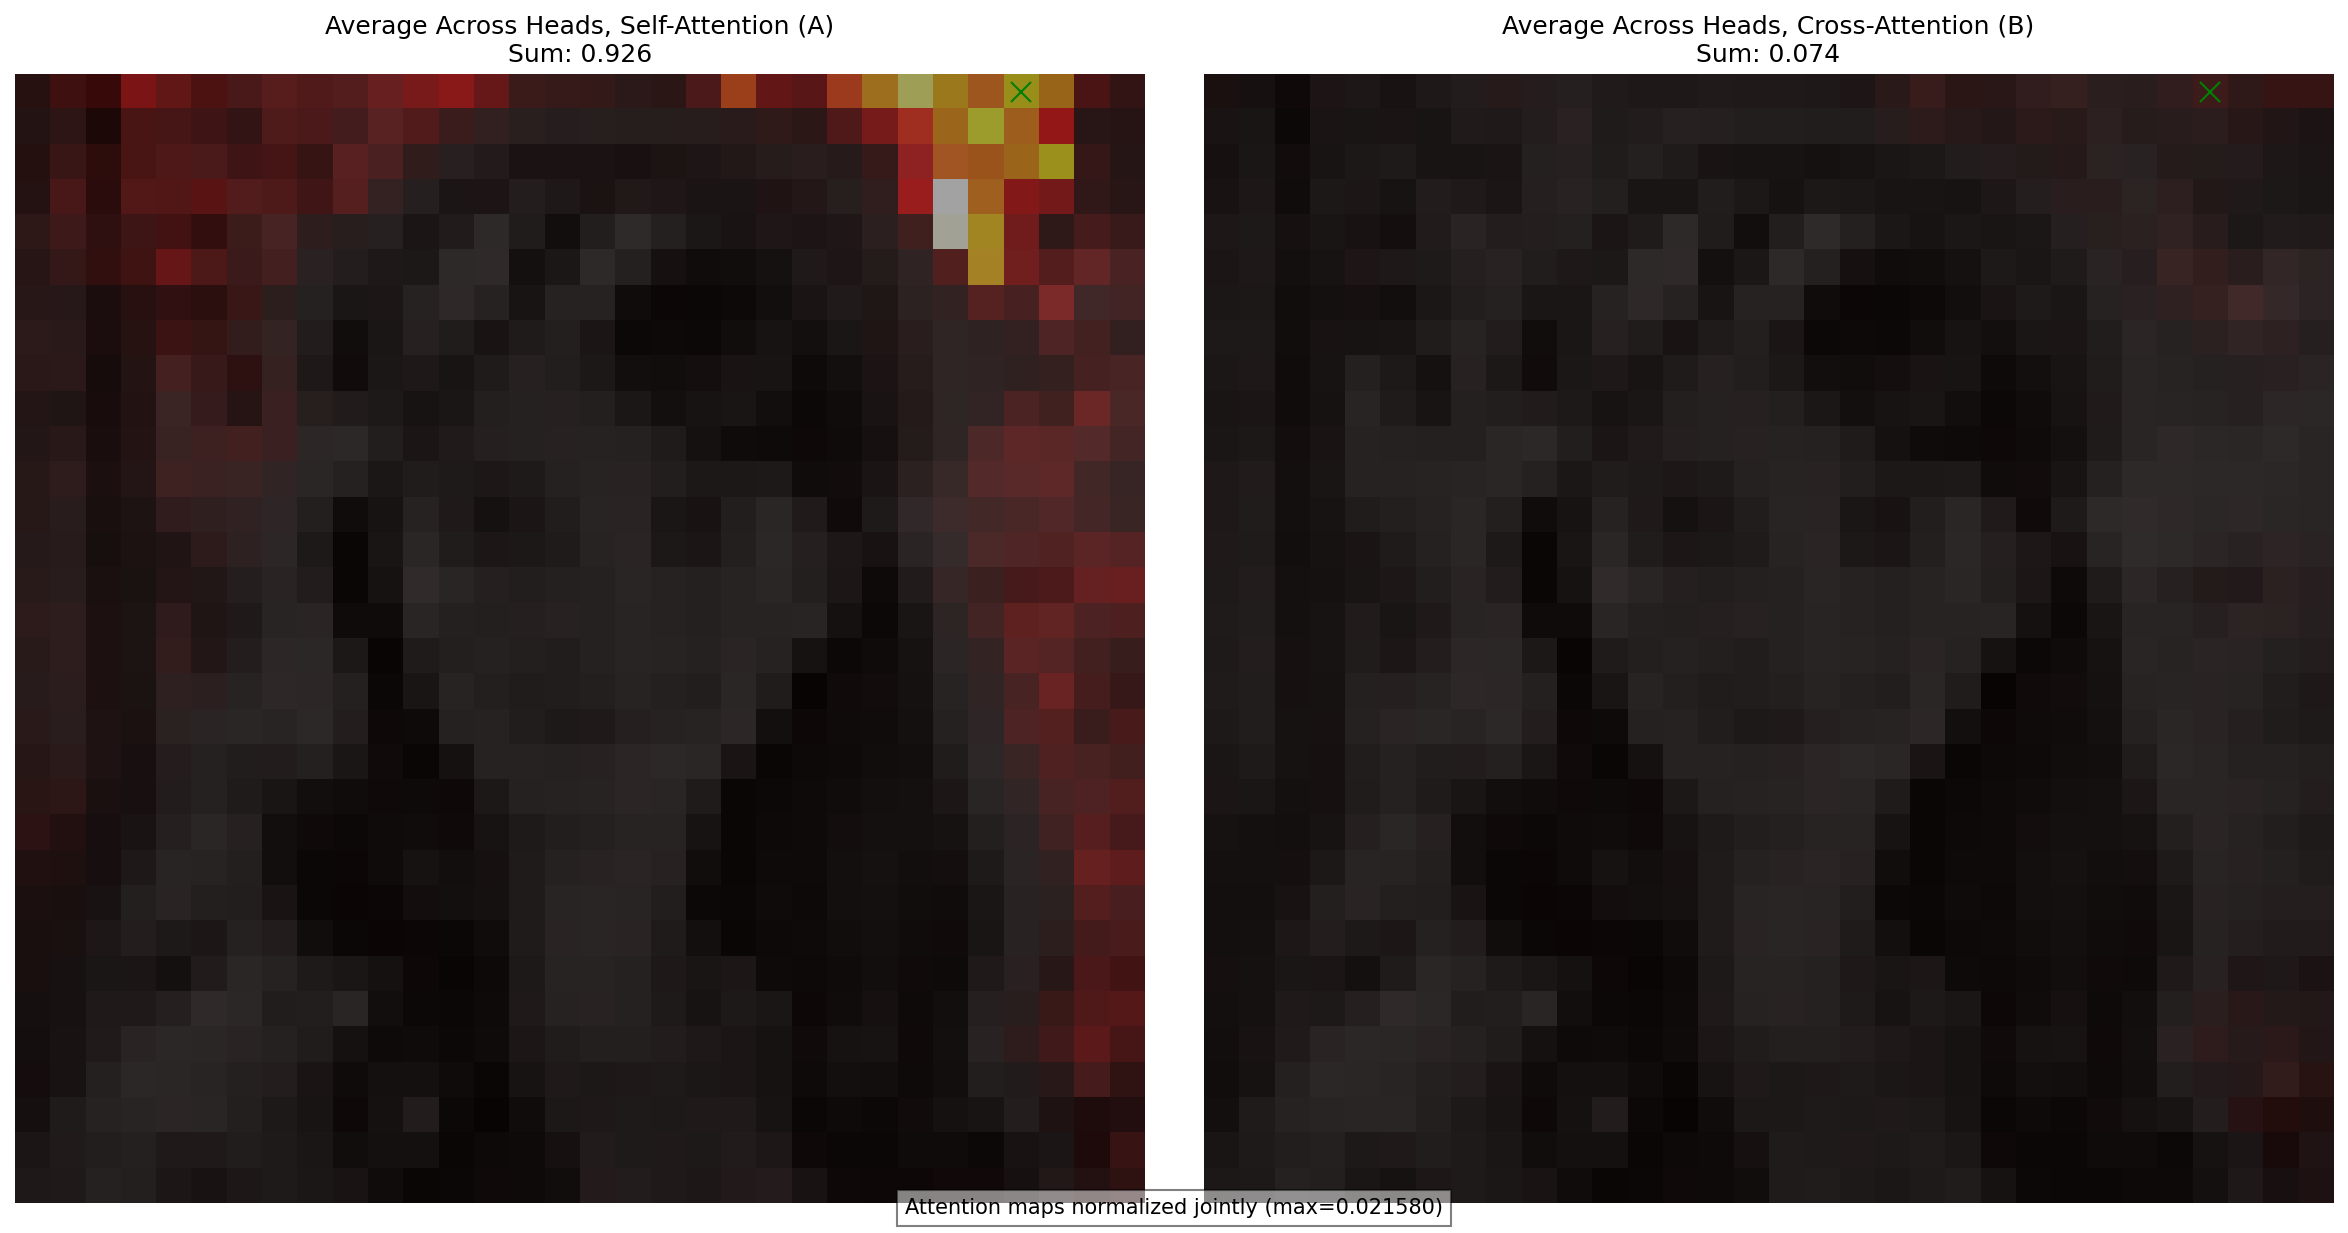 Average Across Heads, Self-Attention (A)
Sum: 0.926
Average Across Heads, Cross-Attention (B)
Sum: 0.074
Attention maps normalized jointly (max=0.021580)